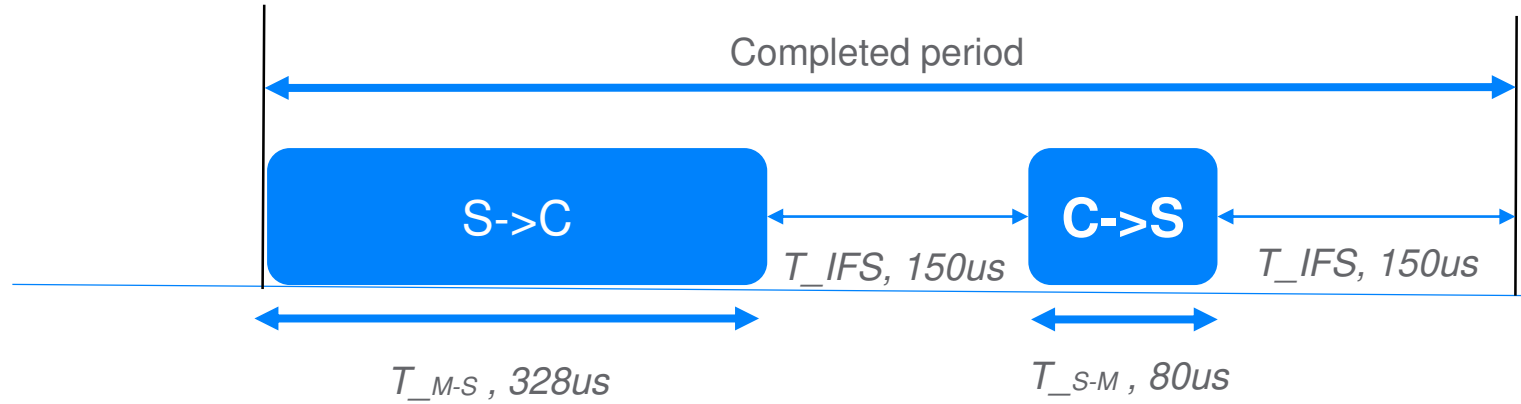 Completed period
S->C
C->S
T_IFS, 150us
T_IFS, 150us
T_M-S , 328us
T_S-M , 80us